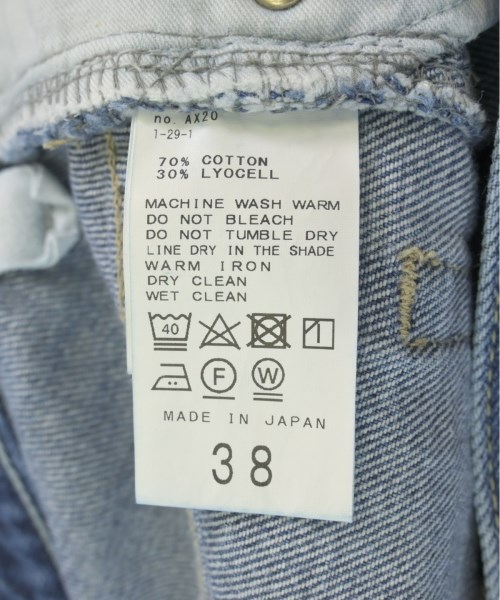 no. AX20
1-29-1
70% COTTON
30% LYOCELL
MACHINE WASH WARM
DO NOT BLEACH
DO NOT TUMBLE DRY
LINE DRY IN THE SHADE
WARM IRON
DRY CLEAN
WET CLEAN
40
F W
MADE IN JAPAN
38